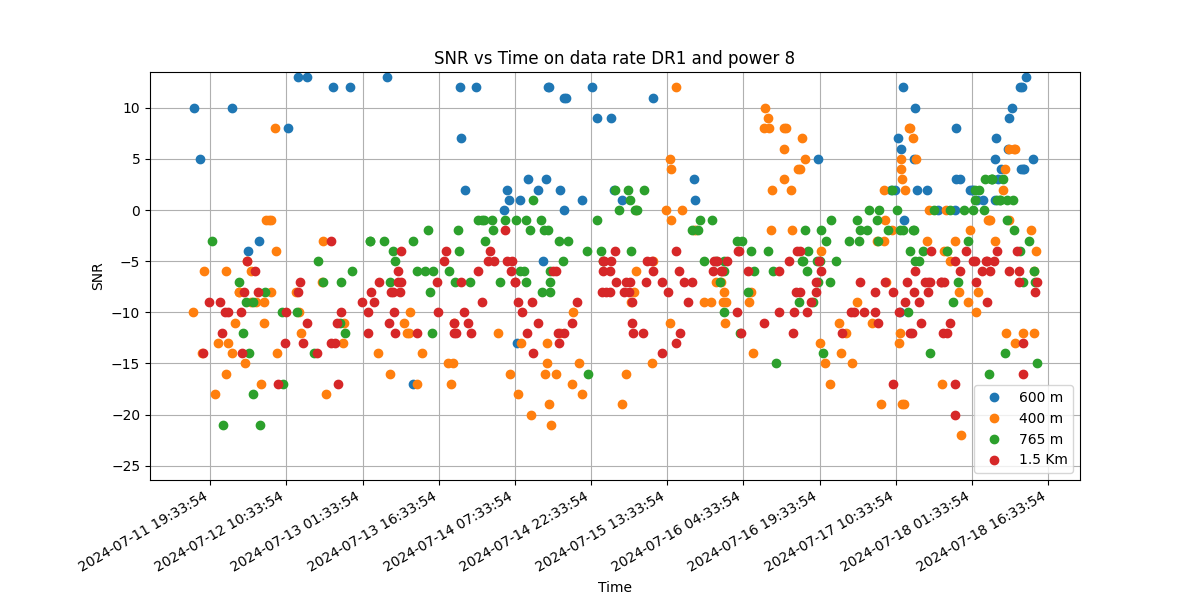 SNR vs Time on data rate DR1 and power 8
SNR
10
5
0
−5
−10
−15
−20
−25
600 m
400 m
765 m
1.5 Km
2024-07-11 19:33:54
2024-07-12 10:33:54
2024-07-13 01:33:54
2024-07-13 16:33:54
2024-07-14 07:33:54
2024-07-14 22:33:54
2024-07-15 13:33:54
2024-07-16 04:33:54
2024-07-16 19:33:54
2024-07-17 10:33:54
2024-07-18 01:33:54
2024-07-18 16:33:54
Time